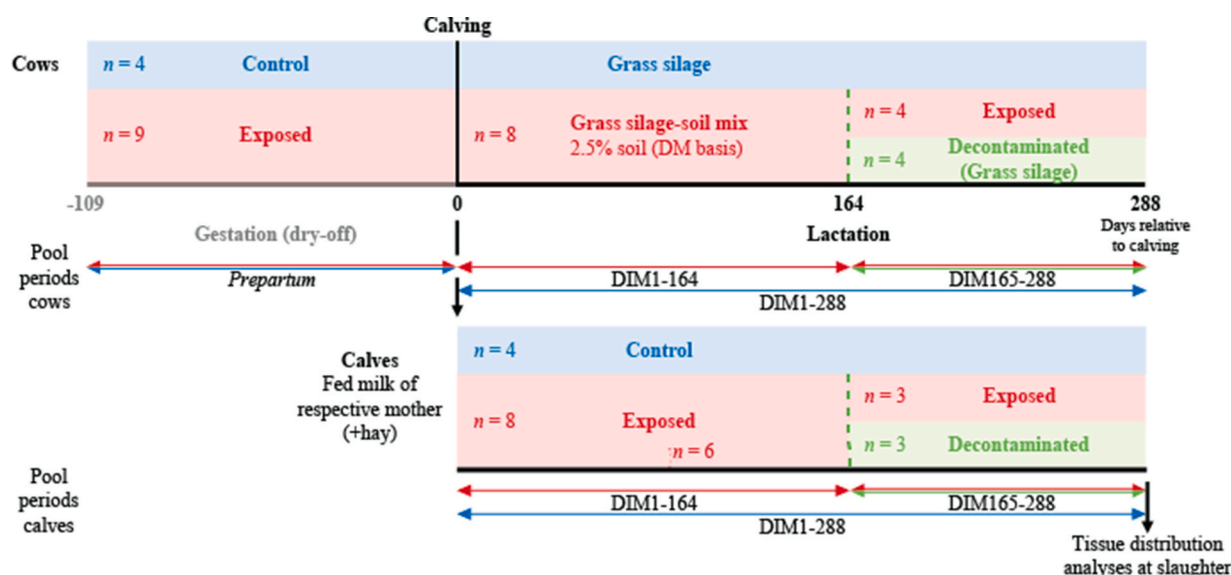 Calving
Cows
n = 4 Control Grass silage
n = 9 Exposed
n = 8
Grass silage-soil mix
2.5% soil (DM basis)
n = 4 Exposed
n = 4
Decontaminated
(Grass silage)
-109 0 164 288
Gestation (dry-off)
Lactation
Days relative
to calving
Pool
periods
cows
Prepartum
DIM1-164 DIM165-288
DIM1-288
Calves
Fed milk of
respective mother
(+hay)
n = 4 Control
n = 8 Exposed
n = 6
n = 3 Exposed
n = 3 Decontaminated
Pool
periods
calves
DIM1-164 DIM165-288
DIM1-288
Tissue distribution
analyses at slaughter